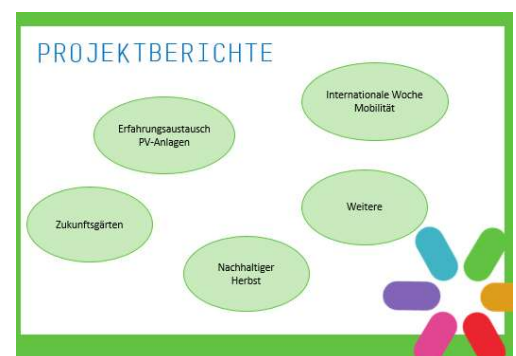 PROJEKTBERICHTE
Internationale Woche
Mobilität
Erfahrungsaustausch
PV-Anlagen
Weitere
Zukunftsgärten
Nachhaltiger
Herbst